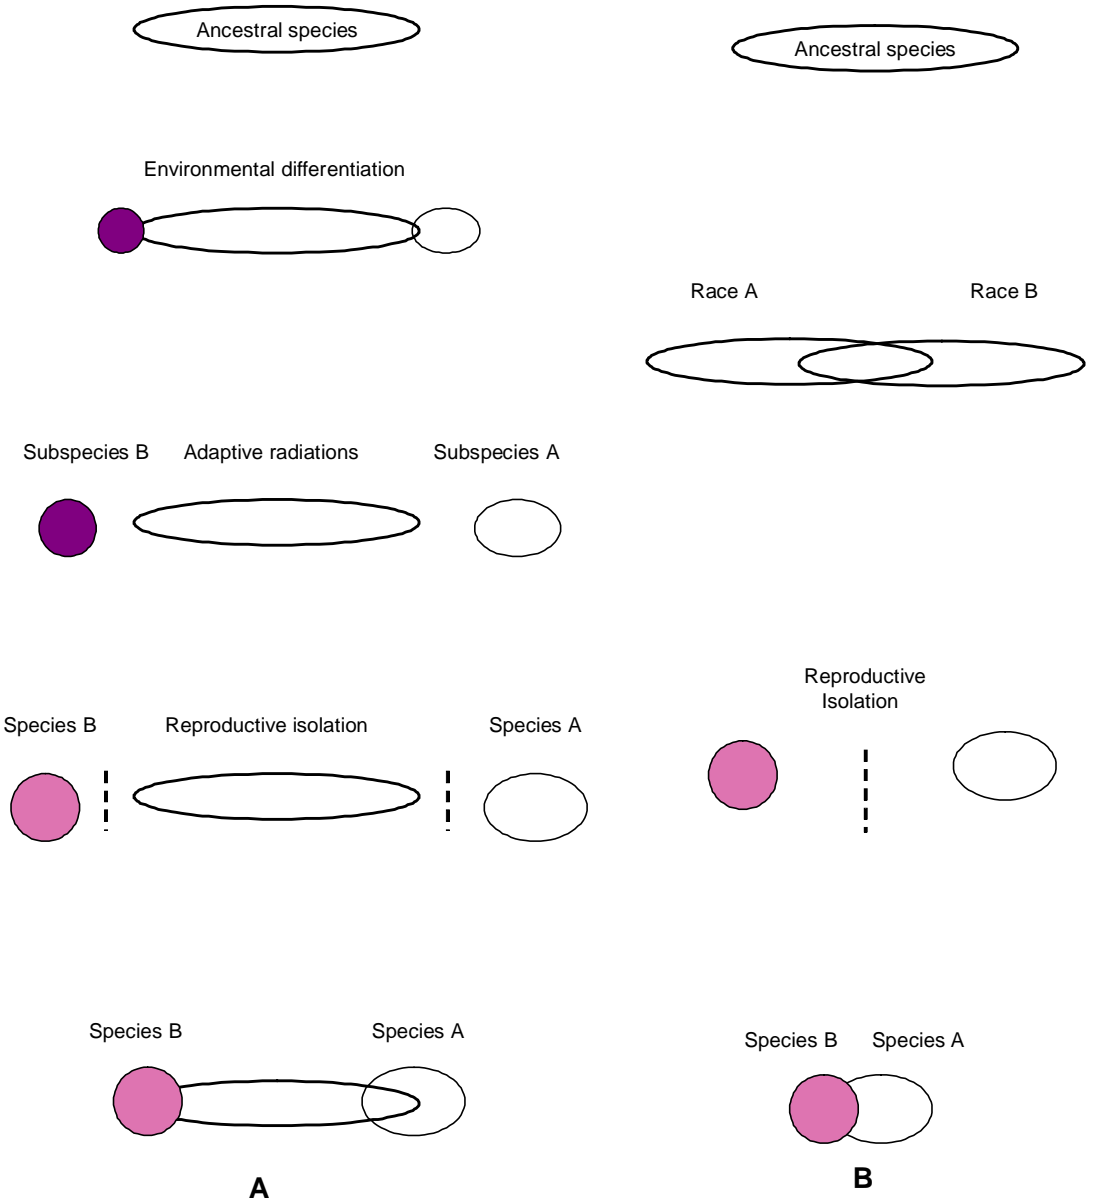 Ancestral species
Environmental differentiation
Subspecies B
Adaptive radiations
Subspecies A
Species B
Reproductive isolation
Species A
Species B
Species A
A
Ancestral species
Race A
Race B
Reproductive
Isolation
Species B
Species A
B